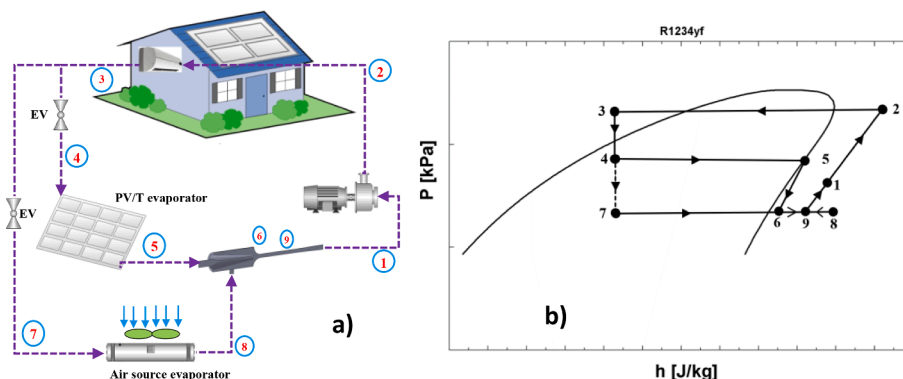 3
2
EV
4
PV/T evaporator
EV
6
9
5
1
7
8
a)
Air source evaporator
R1234yf
P [kPa]
3
2
4
5
1
7
6
9
8
b)
h [J/kg]